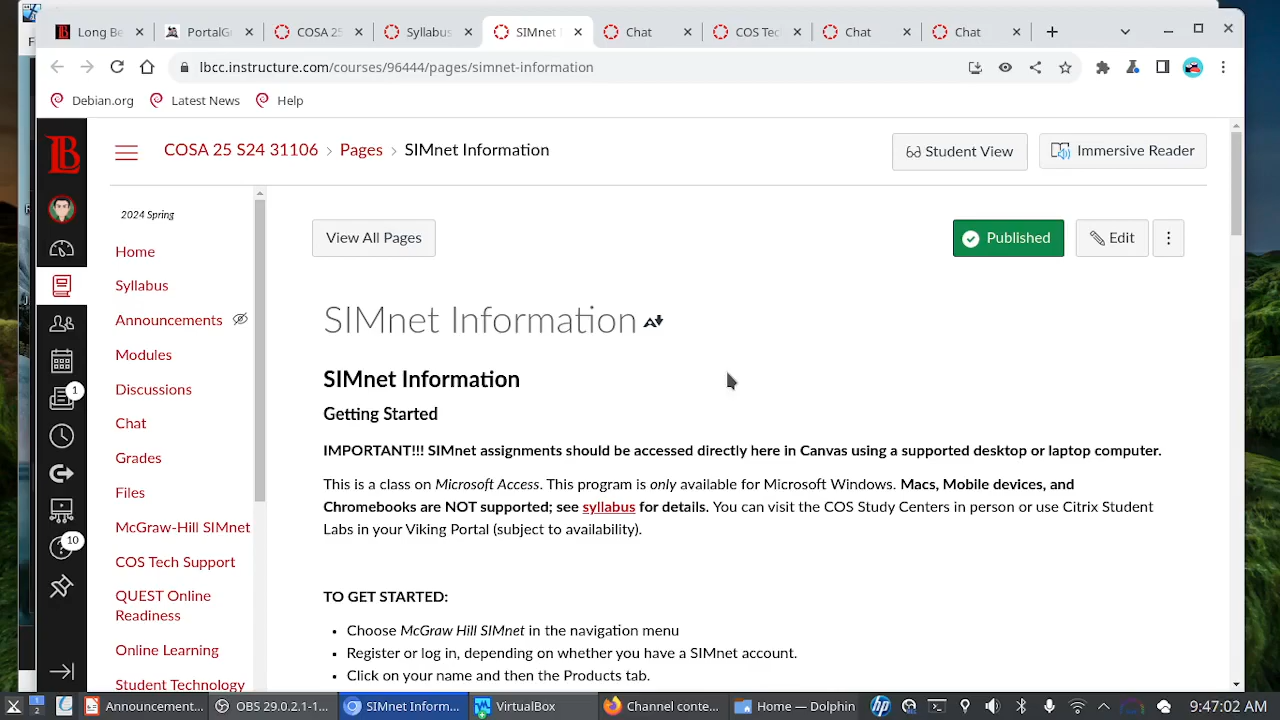 Long Be
PortalG
COSA 25
Syllabus
SIMnet
Chat
COS Tec
Chat
Chat
lbcc.instructure.com/courses/96444/pages/simnet-information
Debian.org
Latest News
Help
COSA 25 S24 31106 › Pages › SIMnet Information
Student View
Immersive Reader
2024 Spring
Home
Syllabus
Announcements
Modules
Discussions
Chat
Grades
Files
McGraw-Hill SIMnet
COS Tech Support
QUEST Online
Readiness
Online Learning
Student Technology
1
10
View All Pages
Published
Edit
SIMnet Information
SIMnet Information
Getting Started
IMPORTANT!!! SIMnet assignments should be accessed directly here in Canvas using a supported desktop or laptop computer.
This is a class on Microsoft Access. This program is only available for Microsoft Windows. Macs, Mobile devices, and
Chromebooks are NOT supported; see syllabus for details. You can visit the COS Study Centers in person or use Citrix Student
Labs in your Viking Portal (subject to availability).
TO GET STARTED:
• Choose McGraw Hill SIMnet in the navigation menu
• Register or log in, depending on whether you have a SIMnet account.
• Click on your name and then the Products tab.
1
2
Announcement...
OBS 29.0.2.1-1...
SIMnet Inform...
VirtualBox
Channel conte...
Home — Dolphin
9:47:02 AM